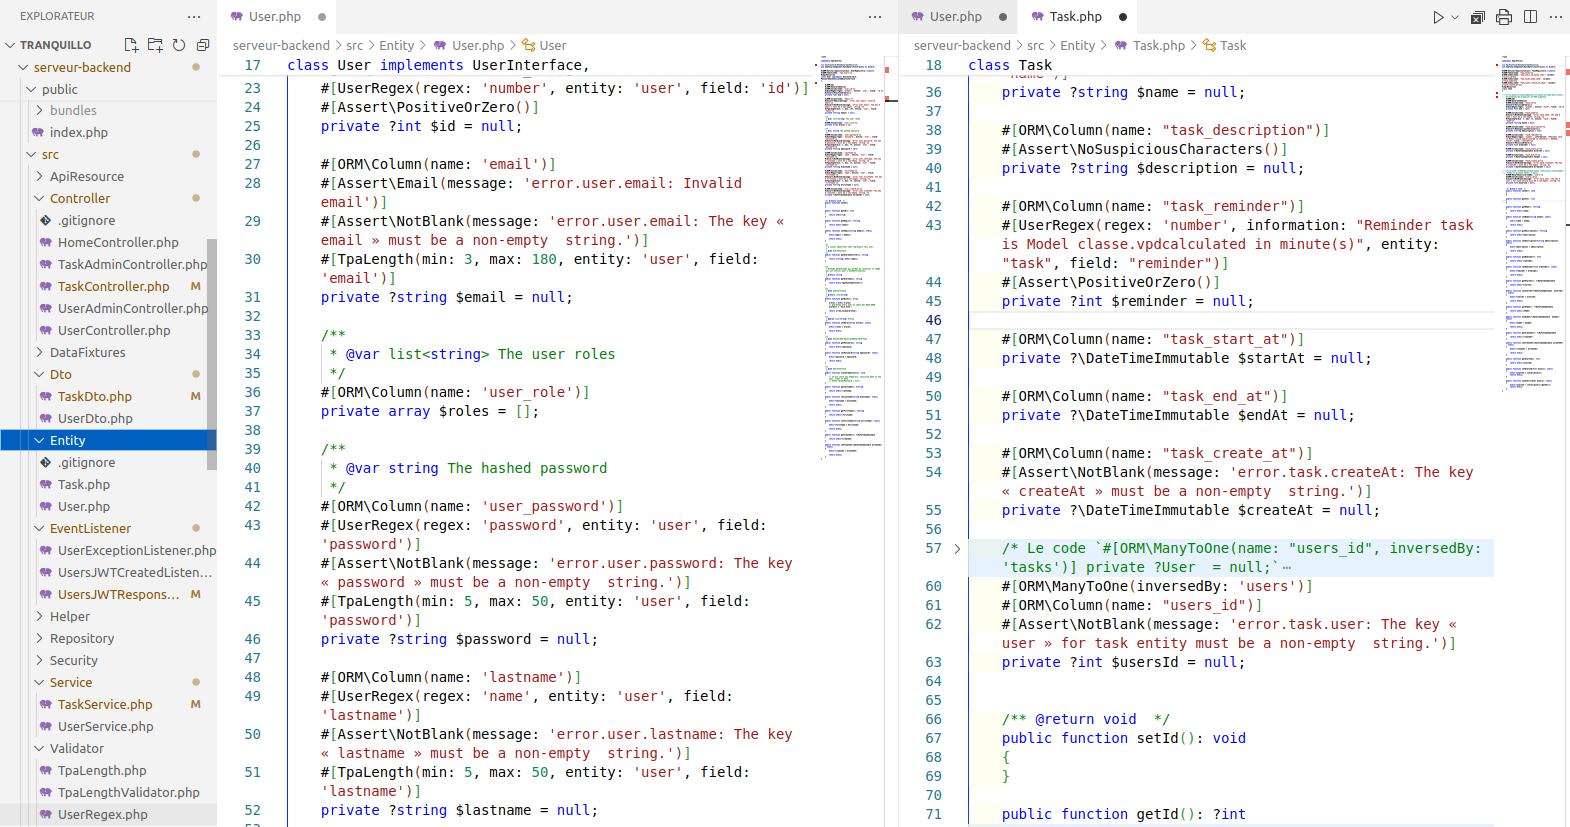 EXPLORATEUR
TRANQUILLO
serveur-backend
public
bundles
index.php
src
ApiResource
Controller
.gitignore
HomeController.php
TaskAdminController.php
TaskController.php M
UserAdminController.php
UserController.php
DataFixtures
Dto
TaskDto.php M
UserDto.php
Entity
.gitignore
Task.php
User.php
EventListener
UserExceptionListener.php
UsersJWTCreatedListen...
UsersJWTRespons... M
Helper
Repository
Security
Service
TaskService.php M
UserService.php
Validator
TpaLength.php
TpaLengthValidator.php
UserRegex.php
User.php
serveur-backend > src > Entity > User.php > User
17 class User implements UserInterface,
23 #[UserRegex(regex: 'number', entity: 'user', field: 'id')]
24 #[Assert\PositiveOrZero()]
25 private ?int $id = null;
26
27 #[ORM\Column(name: 'email')]
28 #[Assert\Email(message: 'error.user.email: Invalid
email')]
29 #[Assert\NotBlank(message: 'error.user.email: The key «
email » must be a non-empty  string.')]
30 #[TpaLength(min: 3, max: 180, entity: 'user', field:
'email')]
31 private ?string $email = null;
32
33 /**
34 * @var list<string> The user roles
35 */
36 #[ORM\Column(name: 'user_role')]
37 private array $roles = [];
38
39 /**
40 * @var string The hashed password
41 */
42 #[ORM\Column(name: 'user_password')]
43 #[UserRegex(regex: 'password', entity: 'user', field:
'password')]
44 #[Assert\NotBlank(message: 'error.user.password: The key
« password » must be a non-empty  string.')]
45 #[TpaLength(min: 5, max: 50, entity: 'user', field:
'password')]
46 private ?string $password = null;
47
48 #[ORM\Column(name: 'lastname')]
49 #[UserRegex(regex: 'name', entity: 'user', field:
'lastname')]
50 #[Assert\NotBlank(message: 'error.user.lastname: The key
« lastname » must be a non-empty  string.')]
51 #[TpaLength(min: 5, max: 50, entity: 'user', field:
'lastname')]
52 private ?string $lastname = null;
User.php
Task.php
serveur-backend > src > Entity > Task.php > Task
18 class Task
name')]
36 private ?string $name = null;
37
38 #[ORM\Column(name: "task_description")]
39 #[Assert\NoSuspiciousCharacters()]
40 private ?string $description = null;
41
42 #[ORM\Column(name: "task_reminder")]
43 #[UserRegex(regex: 'number', information: "Reminder task
is Model classe.vpdcalculated in minute(s)", entity:
"task", field: "reminder")]
44 #[Assert\PositiveOrZero()]
45 private ?int $reminder = null;
46
47 #[ORM\Column(name: "task_start_at")]
48 private ?\DateTimeImmutable $startAt = null;
49
50 #[ORM\Column(name: "task_end_at")]
51 private ?\DateTimeImmutable $endAt = null;
52
53 #[ORM\Column(name: "task_create_at")]
54 #[Assert\NotBlank(message: 'error.task.createAt: The key
« createAt » must be a non-empty  string.')]
55 private ?\DateTimeImmutable $createAt = null;
56
57 /* Le code `#[ORM\ManyToOne(name: "users_id", inversedBy:
'tasks')] private ?User  = null;` ⋯
60 #[ORM\ManyToOne(inversedBy: 'users')]
61 #[ORM\Column(name: "users_id")]
62 #[Assert\NotBlank(message: 'error.task.user: The key «
user » for task entity must be a non-empty  string.')]
63 private ?int $usersId = null;
64
65
66 /** @return void  */
67 public function setId(): void
68 {
69 }
70
71 public function getId(): ?int